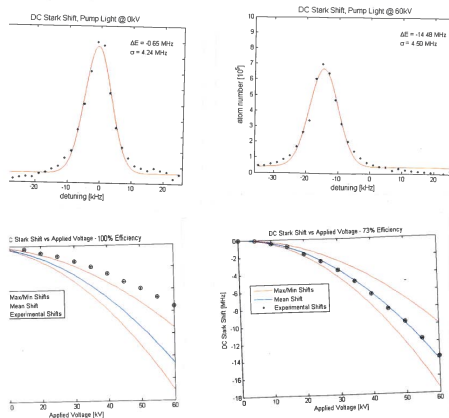 DC Stark Shift, Pump Light @ 0kV
ΔE = -0.65 MHz
σ = 4.24 MHz
-20 -10 0 10 20
detuning [kHz]
DC Stark Shift, Pump Light @ 60kV
ΔE = -14.48 MHz
σ = 4.50 MHz
atom number [10⁵]
10
9
8
7
6
5
4
3
2
1
0
-30 -20 -10 0 10 20
detuning [kHz]
Stark Shift vs Applied Voltage - 100% Efficiency
Max/Min Shifts
Mean Shift
Experimental Shifts
0 10 20 30 40 50 60
Applied Voltage [kV]
DC Stark Shift vs Applied Voltage - 73% Efficiency
DC Stark Shift [MHz]
0
-2
-4
-6
-8
-10
-12
-14
-16
-18
Max/Min Shifts
Mean Shift
Experimental Shifts
0 10 20 30 40 50 60
Applied Voltage [kV]